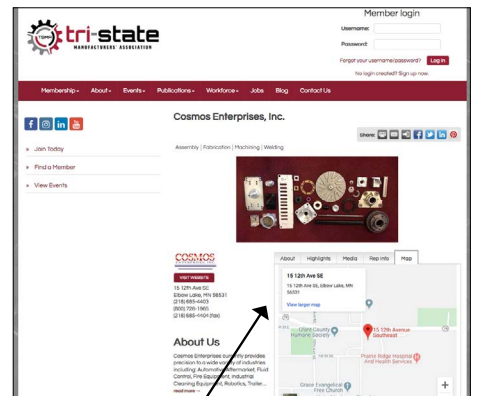 Member login
tri-state
MANUFACTURERS' ASSOCIATION
Username:
Password:
Forgot your username/password? Log in
No login created? Sign up now.
Membership About Events Publications Workforce Jobs Blog Contact Us
Cosmos Enterprises, Inc.
Share:
Assembly | Fabrication | Machining | Welding
Join Today
Find a Member
View Events
COSMOS
VISIT WEBSITE
15 12th Ave SE
Elbow Lake, MN 56531
(218) 685-4403
(800) 726-1965
(218) 685-4404 (fax)
About Highlights Media Rep Info Map
15 12th Ave SE
15 12th Ave SE, Elbow Lake, MN
56531
View larger map
Grant County
Humane Society
15 12th Avenue
Southeast
Prairie Ridge Hospital
And Health Services
Grace Evangelical
Free Church
+
About Us
Cosmos Enterprises currently provides
precision to a wide variety of industries
including: Automotive Aftermarket, Fluid
Control, Fire Equipment, Industrial
Cleaning Equipment, Robotics, Trailer...
read more